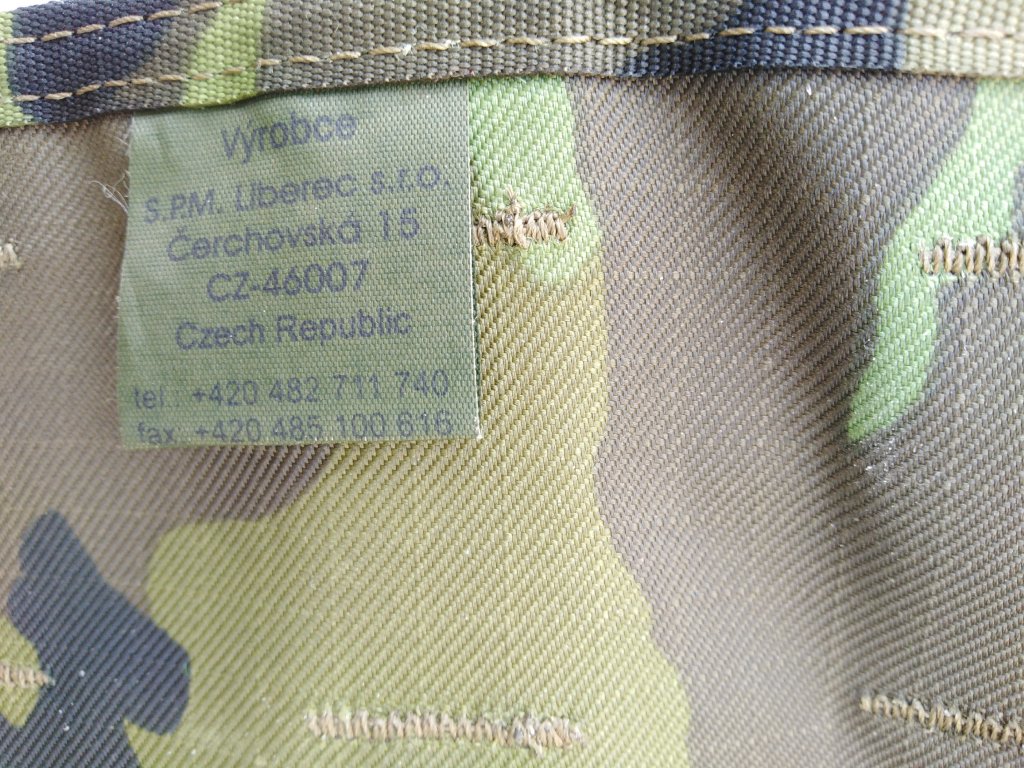 Výrobce
S.P.M. Liberec s.r.o.
Čerchovská 15
CZ-46007
Czech Republic
tel.: +420 482 711 740
fax. +420 485 100 616